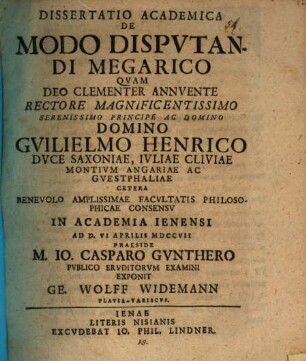 DISSERTATIO ACADEMICA
DE
MODO DISPVTAN-
DI MEGARICO
QVAM
DEO CLEMENTER ANNVENTE
RECTORE MAGNiFICENTISSIMO
SERENISSIMO PRINCIPE AC DOMINO
DOMINO
GVILIELMO HENRICO
DVCE SAXONIAE, IVLIAE CLIVIAE
MONTIVM ANGARIAE AC
GVESTPHALIAE
CETERA
BENEVOLO AMPLISSIMAE FACVLTATIS PHILOSO-
PHICAE CONSENSV
IN ACADEMIA IENENSI
AD D. VI APRILIS MDCCVII
PRAESIDE
M. IO. CASPARO GVNTHERO
PVBLICO ERVDITORVM EXAMINI
EXPONIT
GE. WOLFF WIDEMANN
PLAVIA-VARISCVS.
IENAE
LITERIS NISIANIS
EXCVDEBAT IO. PHIL. LINDNER.